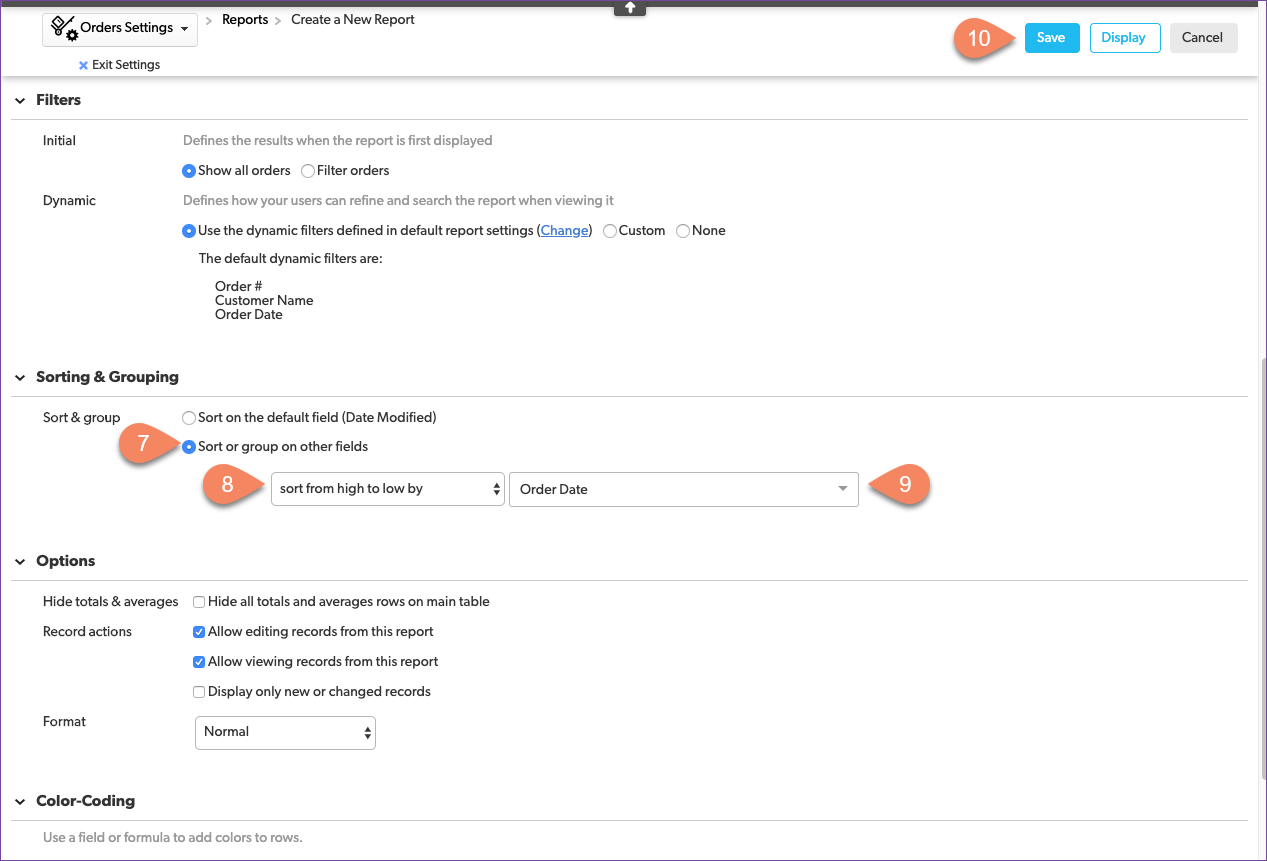 Orders Settings > Reports > Create a New Report
Exit Settings
10
Save
Display
Cancel
Filters
Initial
Defines the results when the report is first displayed
Show all orders
Filter orders
Dynamic
Defines how your users can refine and search the report when viewing it
Use the dynamic filters defined in default report settings (Change)
Custom
None
The default dynamic filters are:
Order #
Customer Name
Order Date
Sorting & Grouping
Sort & group
Sort on the default field (Date Modified)
7
Sort or group on other fields
8
sort from high to low by
Order Date
9
Options
Hide totals & averages
Hide all totals and averages rows on main table
Record actions
Allow editing records from this report
Allow viewing records from this report
Display only new or changed records
Format
Normal
Color-Coding
Use a field or formula to add colors to rows.